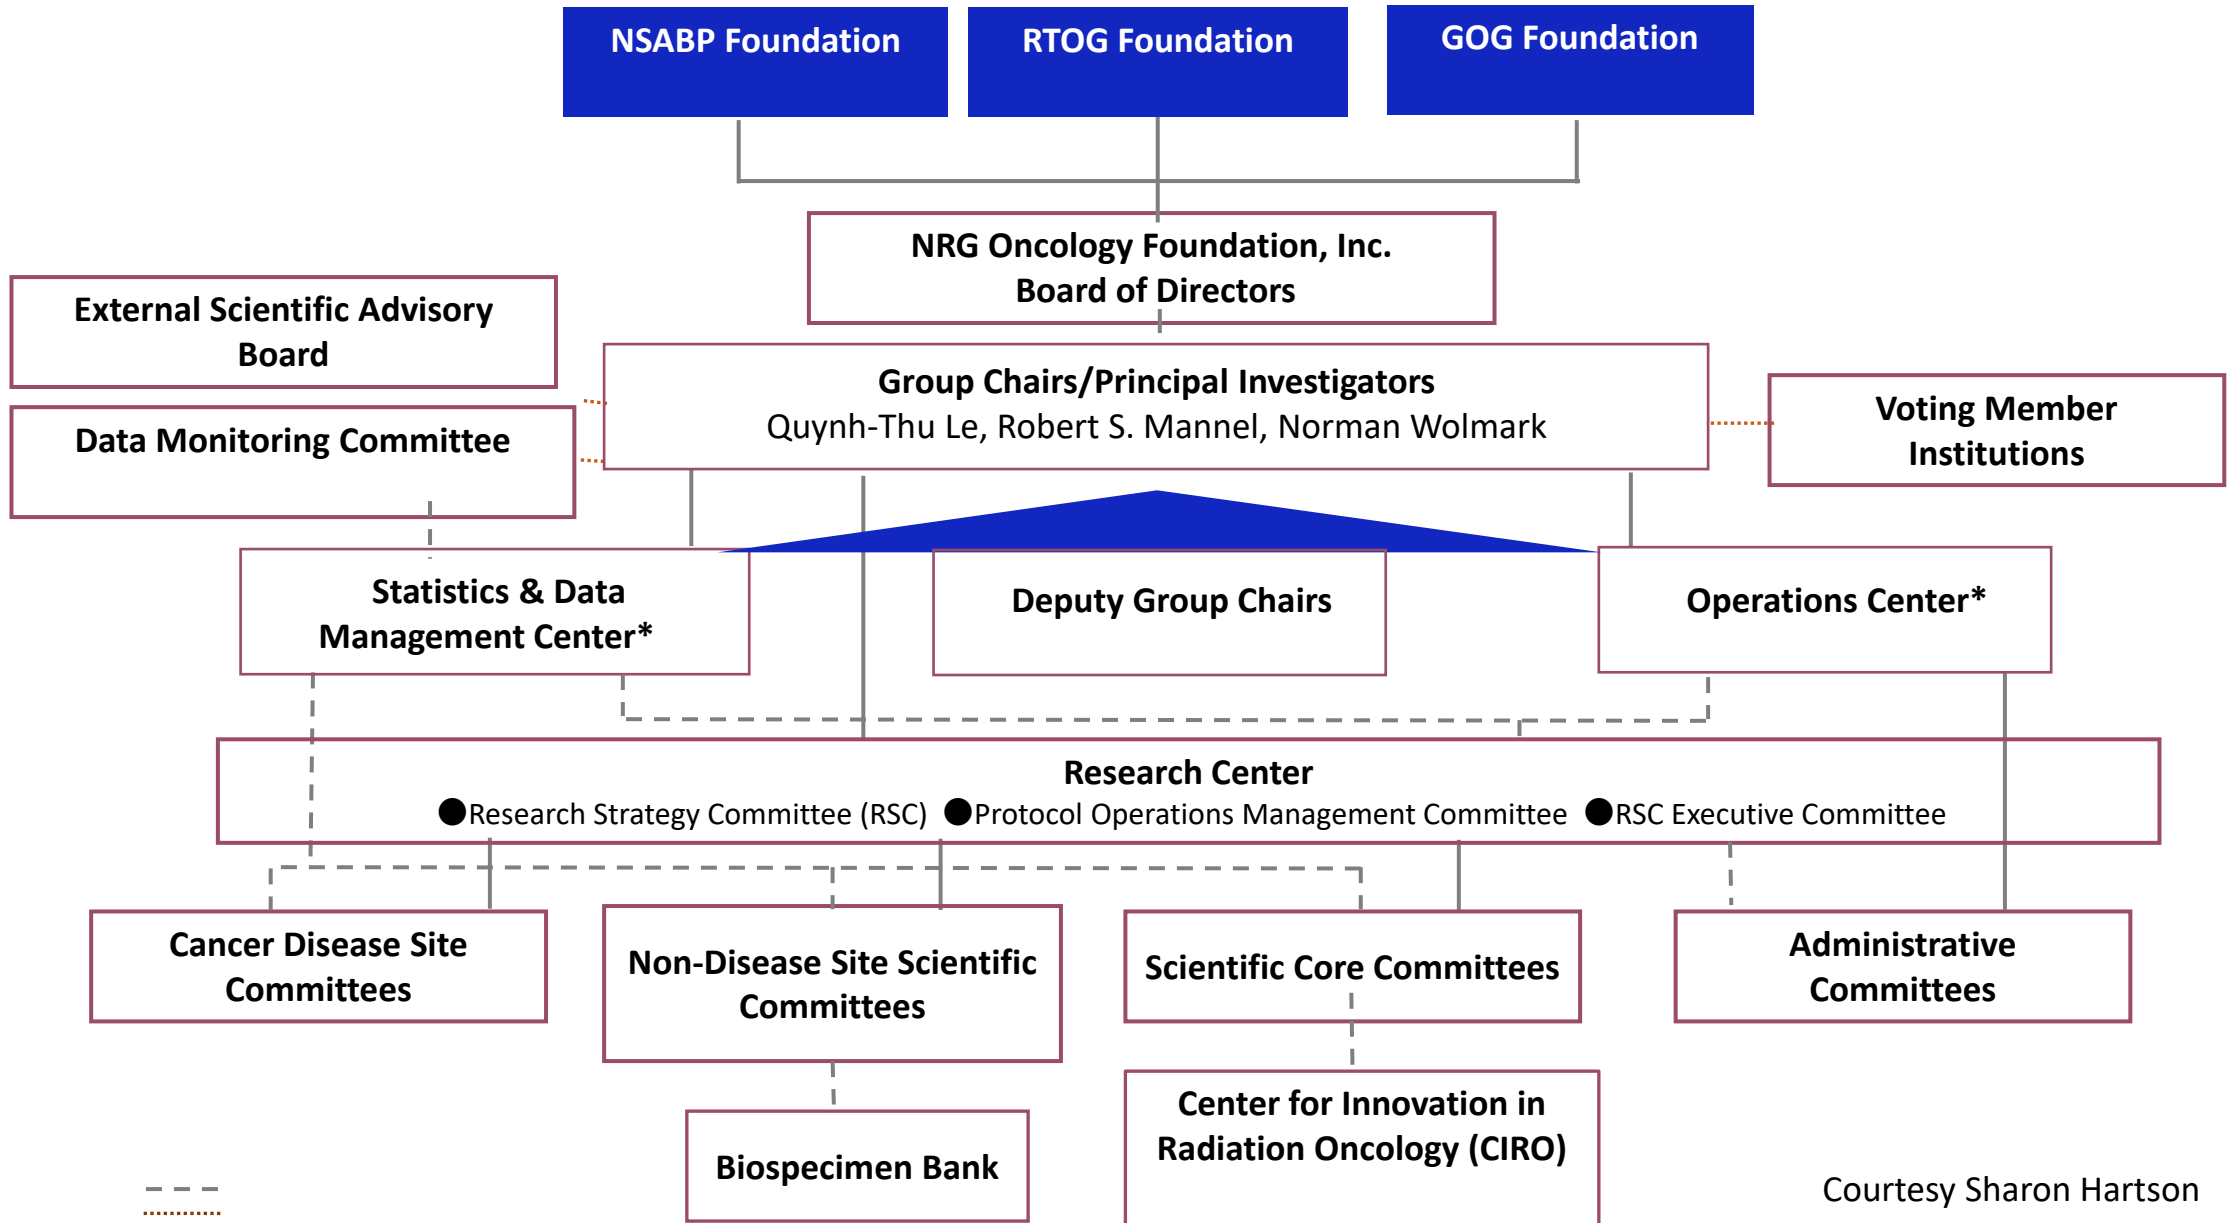 NSABP Foundation
RTOG Foundation
GOG Foundation
NRG Oncology Foundation, Inc.
Board of Directors
External Scientific Advisory
Board
Group Chairs/Principal Investigators
Quynh-Thu Le, Robert S. Mannel, Norman Wolmark
Data Monitoring Committee
Voting Member
Institutions
Statistics & Data
Management Center*
Deputy Group Chairs
Operations Center*
Research Center
●Research Strategy Committee (RSC) ●Protocol Operations Management Committee ●RSC Executive Committee
Cancer Disease Site
Committees
Non-Disease Site Scientific
Committees
Scientific Core Committees
Administrative
Committees
Biospecimen Bank
Center for Innovation in
Radiation Oncology (CIRO)
Courtesy Sharon Hartson